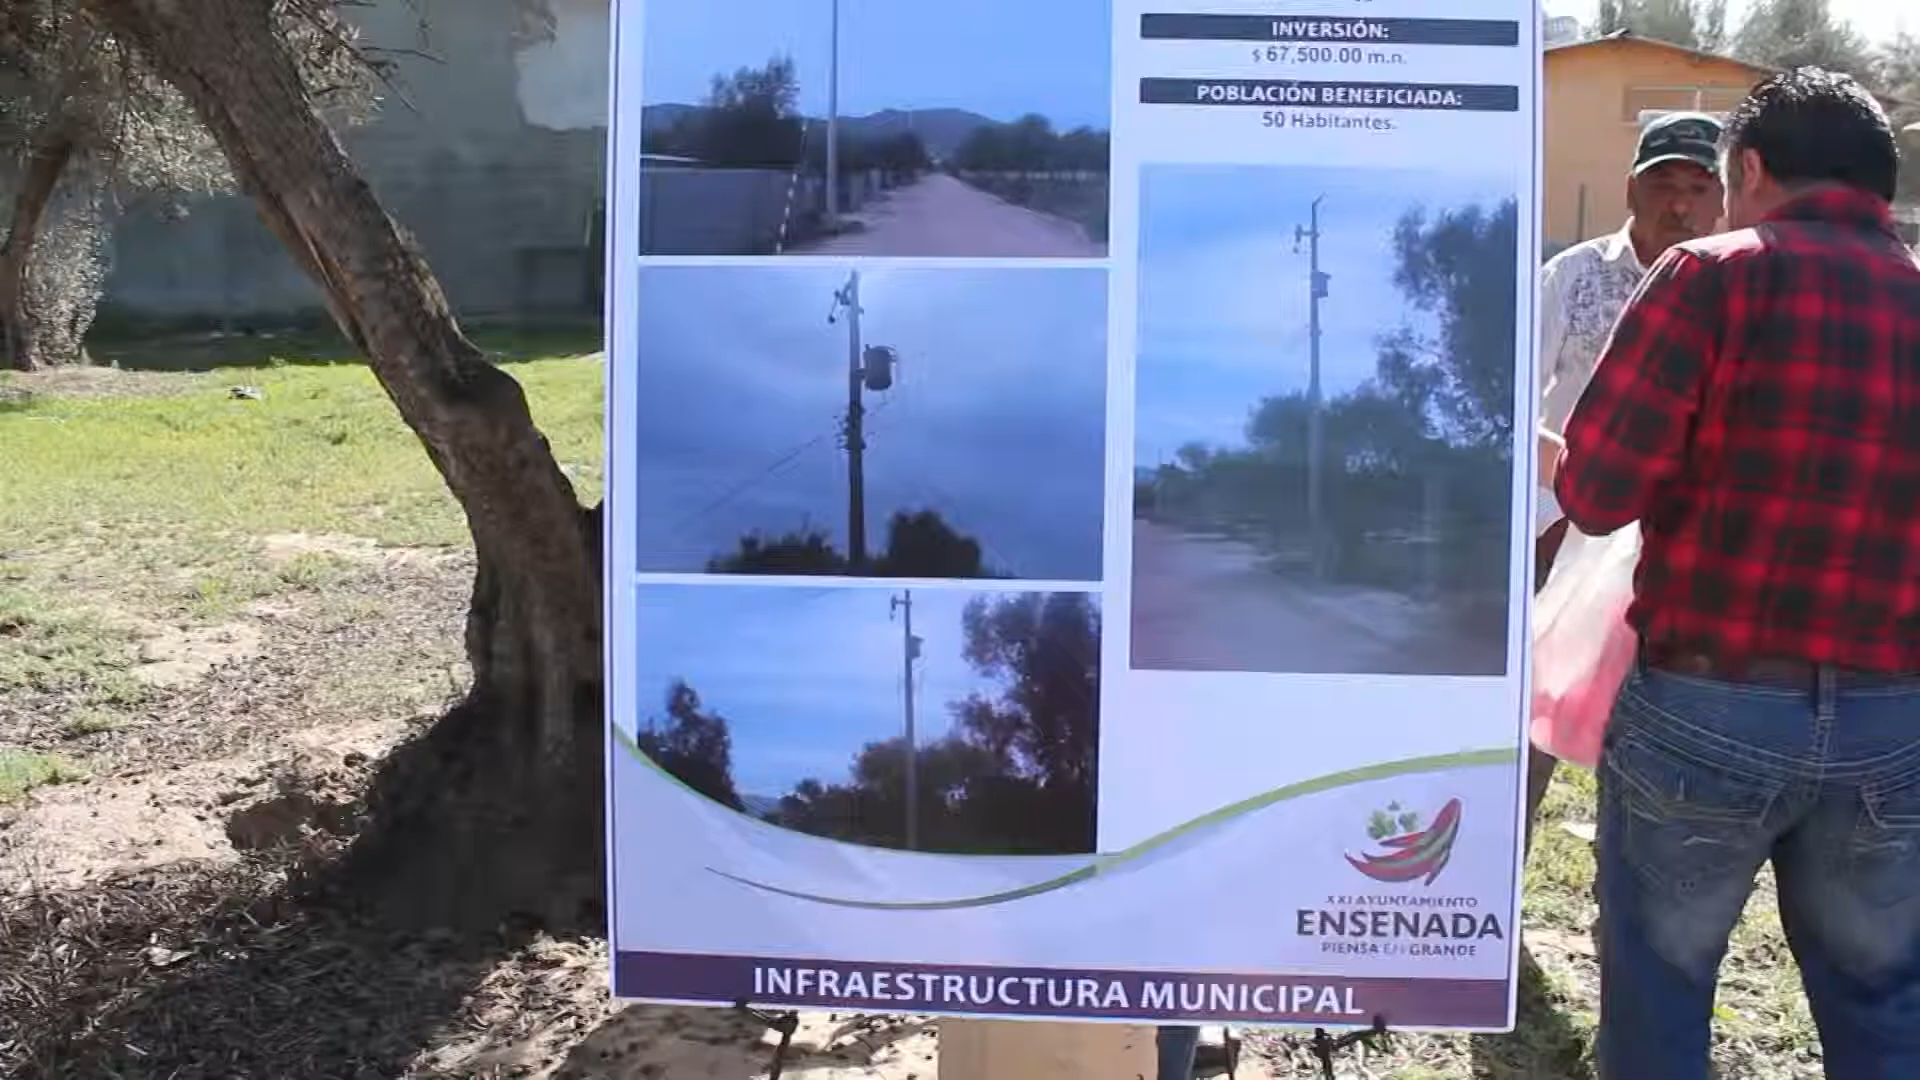 INVERSIÓN:
$ 67,500.00 m.n.
POBLACIÓN BENEFICIADA:
50 Habitantes.
XXI AYUNTAMIENTO
ENSENADA
PIENSA EN GRANDE
INFRAESTRUCTURA MUNICIPAL